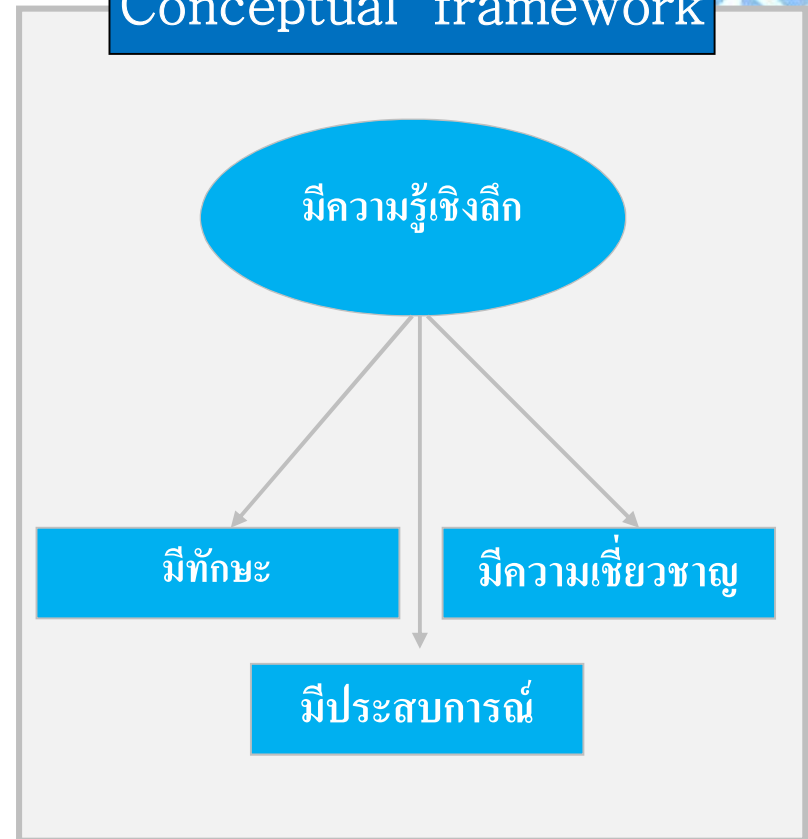 Conceptual framework
มีความรู้เชิงลึก
มีทักษะ
มีความเชี่ยวชาญ
มีประสบการณ์